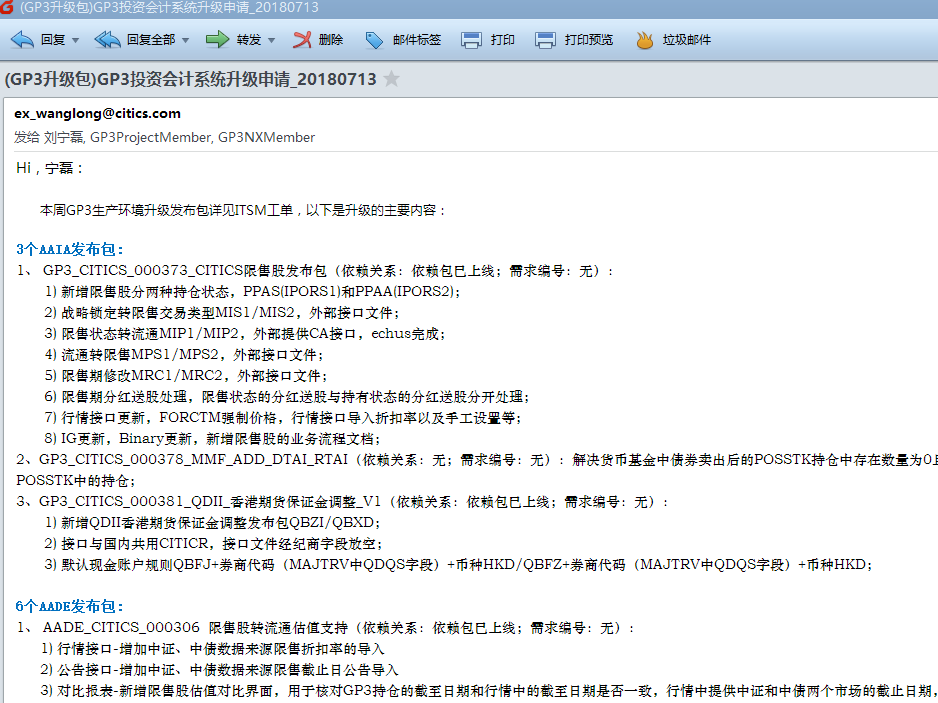 (GP3升级包)GP3投资会计系统升级申请_20180713
回复 回复全部 转发 删除 邮件标签 打印 打印预览 垃圾邮件
(GP3升级包)GP3投资会计系统升级申请_20180713
ex_wanglong@citics.com
发给 刘宁磊, GP3ProjectMember, GP3NXMember
Hi，宁磊：
本周GP3生产环境升级发布包详见ITSM工单，以下是升级的主要内容：
3个AAIA发布包：
1、 GP3_CITICS_000373_CITICS限售股发布包（依赖关系：依赖包已上线；需求编号：无）：
1) 新增限售股分两种持仓状态，PPAS(IPORS1)和PPAA(IPORS2)；
2) 战略锁定转限售交易类型MIS1/MIS2，外部接口文件；
3) 限售状态转流通MIP1/MIP2，外部提供CA接口，echus完成；
4) 流通转限售MPS1/MPS2，外部接口文件；
5) 限售期修改MRC1/MRC2，外部接口文件；
6) 限售期分红送股处理，限售状态的分红送股与持有状态的分红送股分开处理；
7) 行情接口更新，FORCTM强制价格，行情接口导入折扣率以及手工设置等；
8) IG更新，Binary更新，新增限售股的业务流程文档；
2、GP3_CITICS_000378_MMF_ADD_DTAI_RTAI（依赖关系：无；需求编号：无）：解决货币基金中债券卖出后的POSSTK持仓中存在数量为0且
POSSTK中的持仓；
3、GP3_CITICS_000381_QDII_香港期货保证金调整_V1（依赖关系：依赖包已上线；需求编号：无）：
1) 新增QDII香港期货保证金调整发布包QBZI/QBXD；
2) 接口与国内共用CITICR，接口文件经纪商字段放空；
3) 默认现金账户规则QBFJ+券商代码（MAJTRV中QDQS字段）+币种HKD/QBFZ+券商代码（MAJTRV中QDQS字段）+币种HKD；
6个AADE发布包：
1、 AADE_CITICS_000306 限售股转流通估值支持（依赖关系：依赖包已上线；需求编号：无）：
1) 行情接口-增加中证、中债数据来源限售折扣率的导入
2) 公告接口-增加中证、中债数据来源限售截止日公告导入
3) 对比报表-新增限售股估值对比界面，用于核对GP3持仓的截至日期和行情中的截至日期是否一致，行情中提供中证和中债两个市场的截止日期，